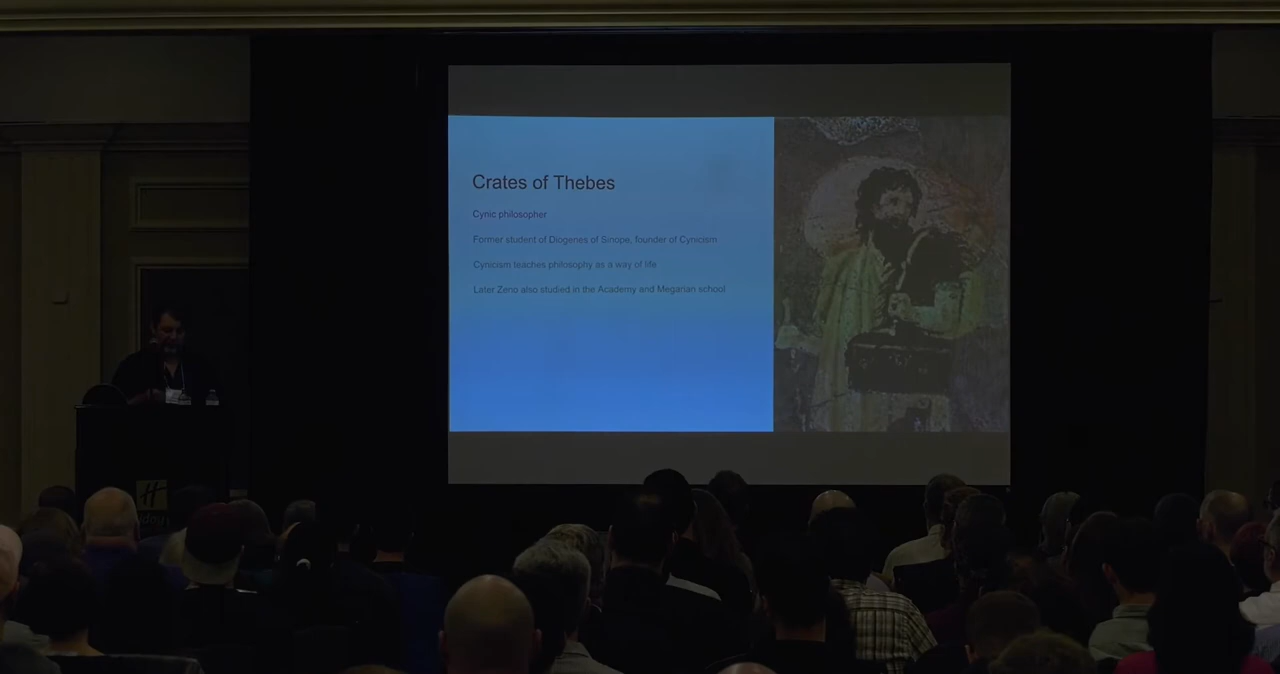 Crates of Thebes
Cynic philosopher
Former student of Diogenes of Sinope, founder of Cynicism
Cynicism teaches philosophy as a way of life
Later Zeno also studied in the Academy and Megarian school
H